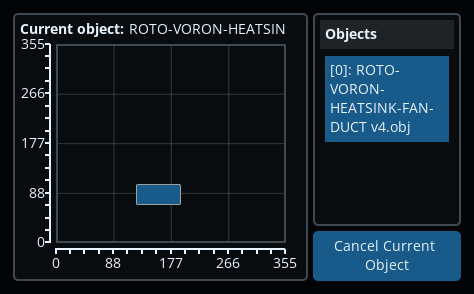 Current object: ROTO-VORON-HEATSIN
355
266
177
88
0
0 88 177 266 355
Objects
[0]: ROTO-
VORON-
HEATSINK-FAN-
DUCT v4.obj
Cancel Current
Object